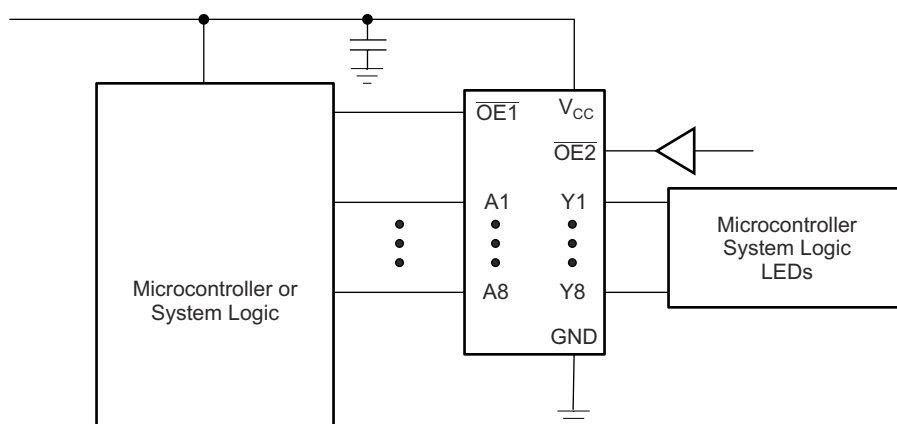 OE1 VCC
OE2
A1 Y1
A8 Y8
GND
Microcontroller or
System Logic
Microcontroller
System Logic
LEDs